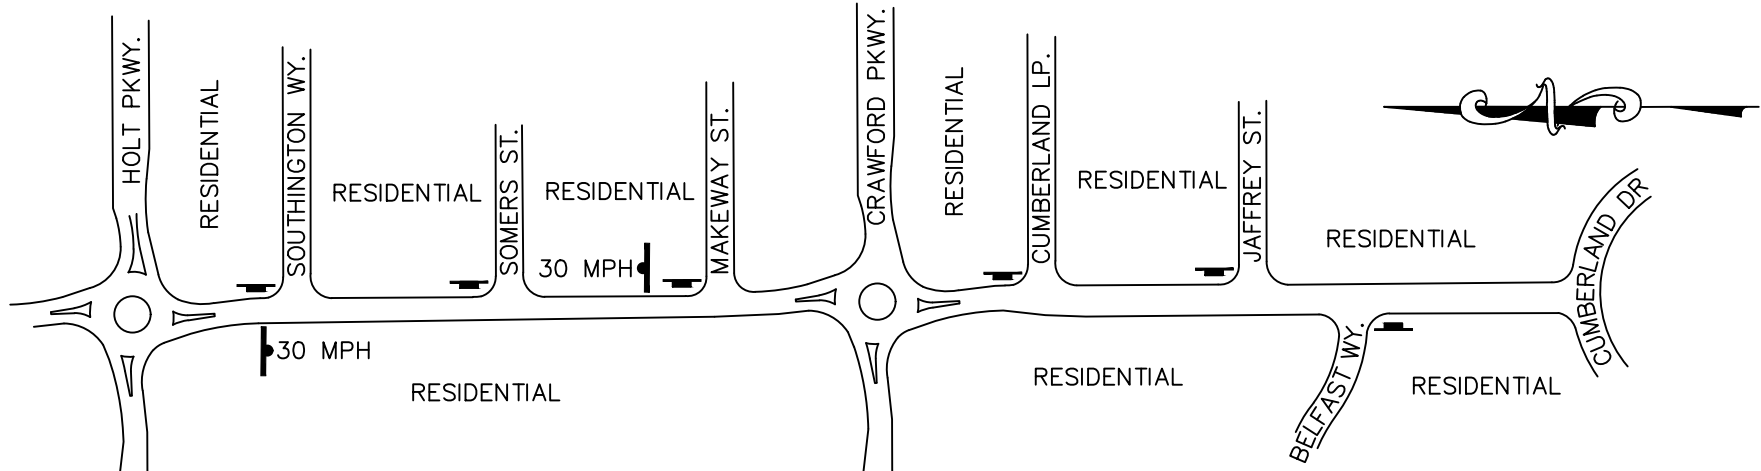 HOLT PKWY.
RESIDENTIAL
SOUTHINGTON WY.
RESIDENTIAL
SOMERS ST.
RESIDENTIAL
30 MPH
MAKEWAY ST.
CRAWFORD PKWY.
RESIDENTIAL
CUMBERLAND LP.
RESIDENTIAL
JAFFREY ST.
RESIDENTIAL
CUMBERLAND DR
N
30 MPH
RESIDENTIAL
RESIDENTIAL
BELFAST WY.
RESIDENTIAL